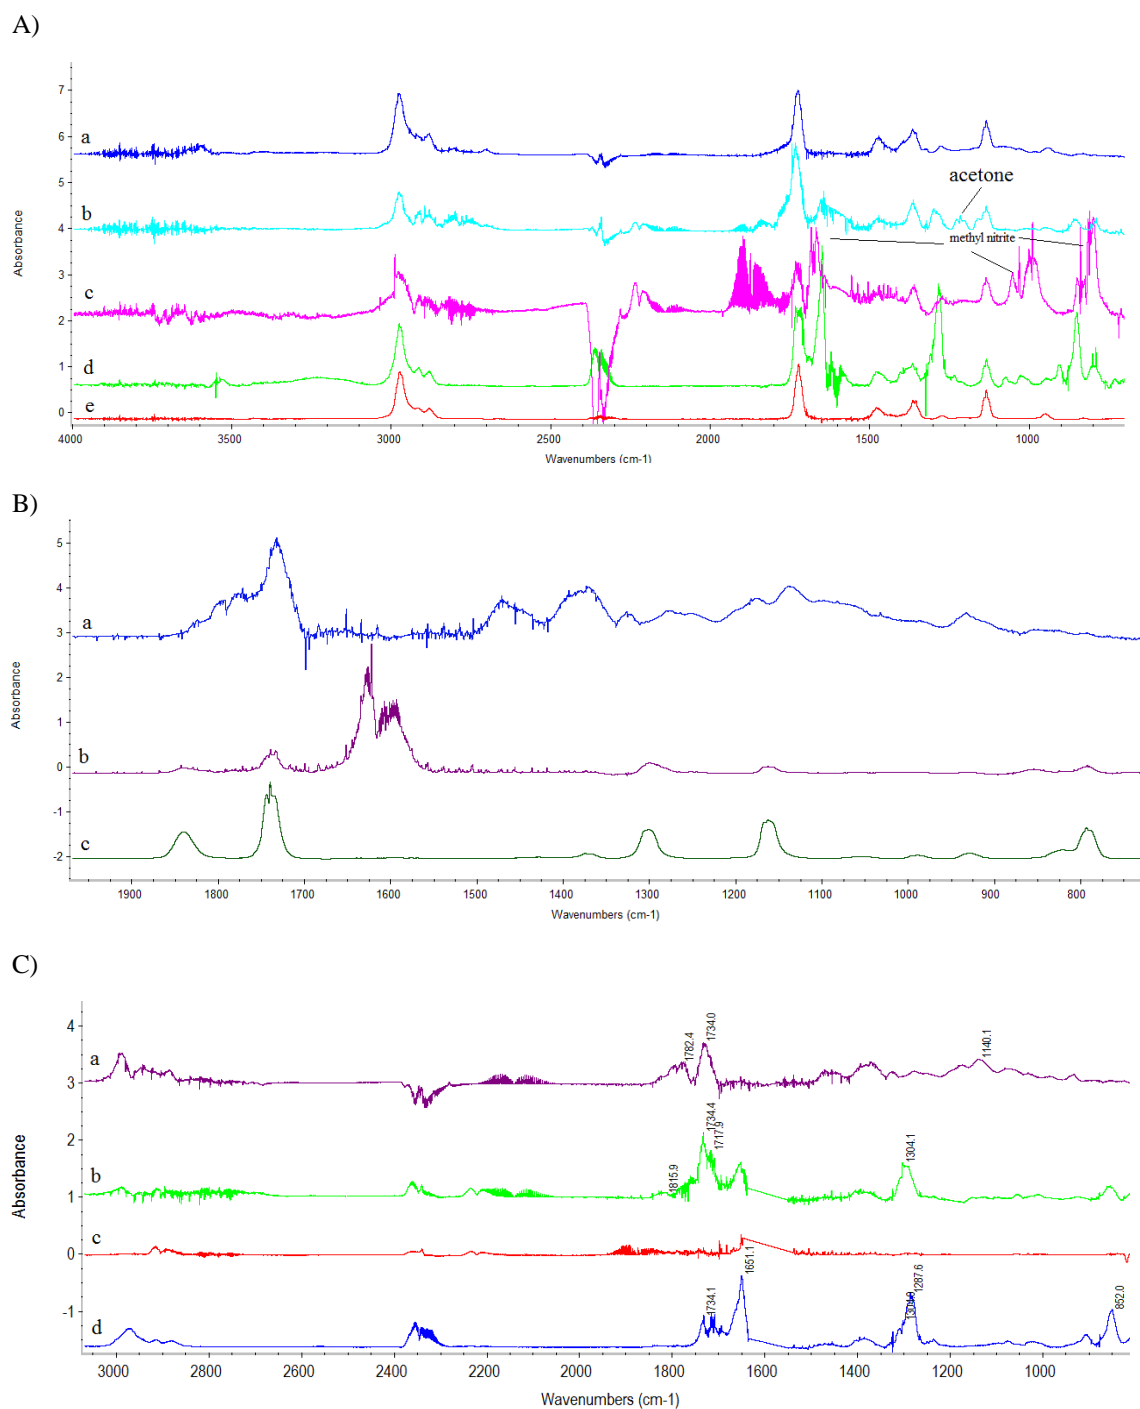 A)
7
6
5
4
3
2
1
0
Absorbance
a
b
c
d
e
acetone
methyl nitrite
4000 3500 3000 2500 2000 1500 1000
Wavenumbers (cm-1)
B)
5
4
3
2
1
0
-1
-2
Absorbance
a
b
c
1900 1800 1700 1600 1500 1400 1300 1200 1100 1000 900 800
Wavenumbers (cm-1)
C)
4
3
2
1
0
-1
Absorbance
a
b
c
d
1782.4
1734.0
1140.1
1815.9
1734.4
1717.9
1304.1
1734.1
1651.1
1287.6
852.0
3000 2800 2600 2400 2200 2000 1800 1600 1400 1200 1000
Wavenumbers (cm-1)